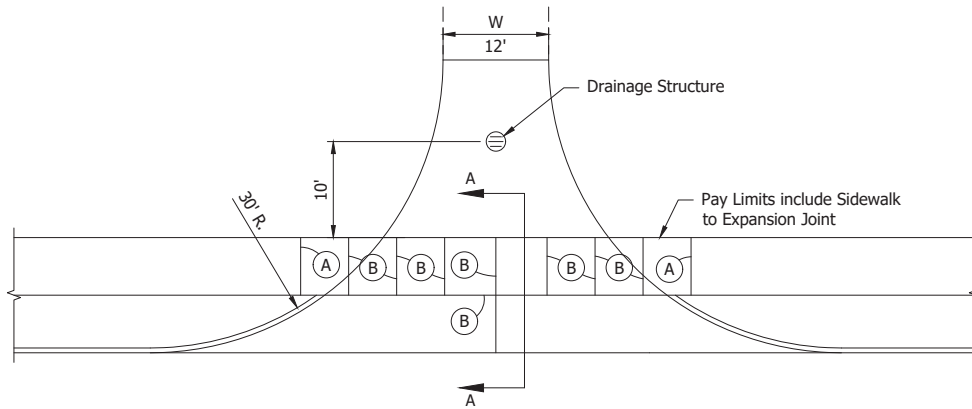 W
12'
Drainage Structure
10'
A
30' R.
Pay Limits include Sidewalk
to Expansion Joint
A
B
B
B
B
B
A
B
A